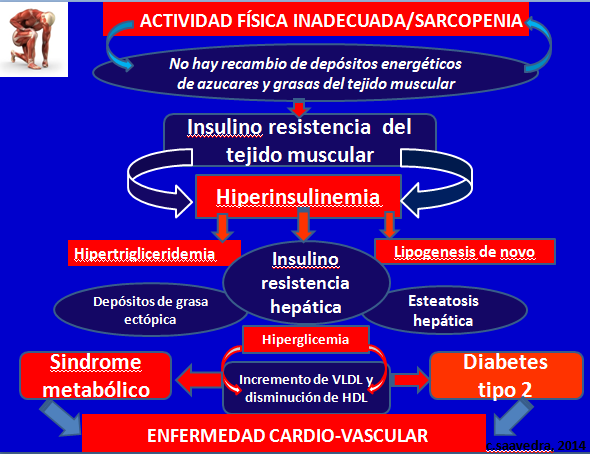 ACTIVIDAD FÍSICA INADECUADA/SARCOPENIA
No hay recambio de depósitos energéticos
de azucares y grasas del tejido muscular
Insulino resistencia del
tejido muscular
Hiperinsulinemia
Hipertrigliceridemia
Lipogenesis de novo
Insulino
resistencia
hepática
Depósitos de grasa
ectópica
Esteatosis
hepática
Hiperglicemia
Sindrome
metabólico
Incremento de VLDL y
disminución de HDL
Diabetes
tipo 2
ENFERMEDAD CARDIO-VASCULAR
saavedra, 2014